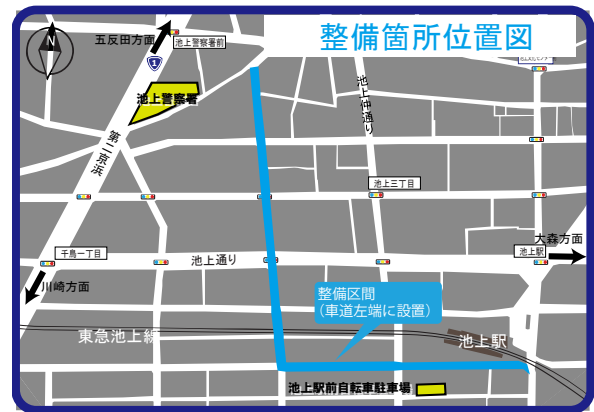 整備箇所位置図
N
五反田方面
池上警察署前
1
池上警察署
第二京浜
池上仲通り
池上三丁目
大森方面
池上駅
千鳥一丁目
池上通り
川崎方面
整備区間
(車道左端に設置)
東急池上線
池上駅
池上駅前自転車駐車場